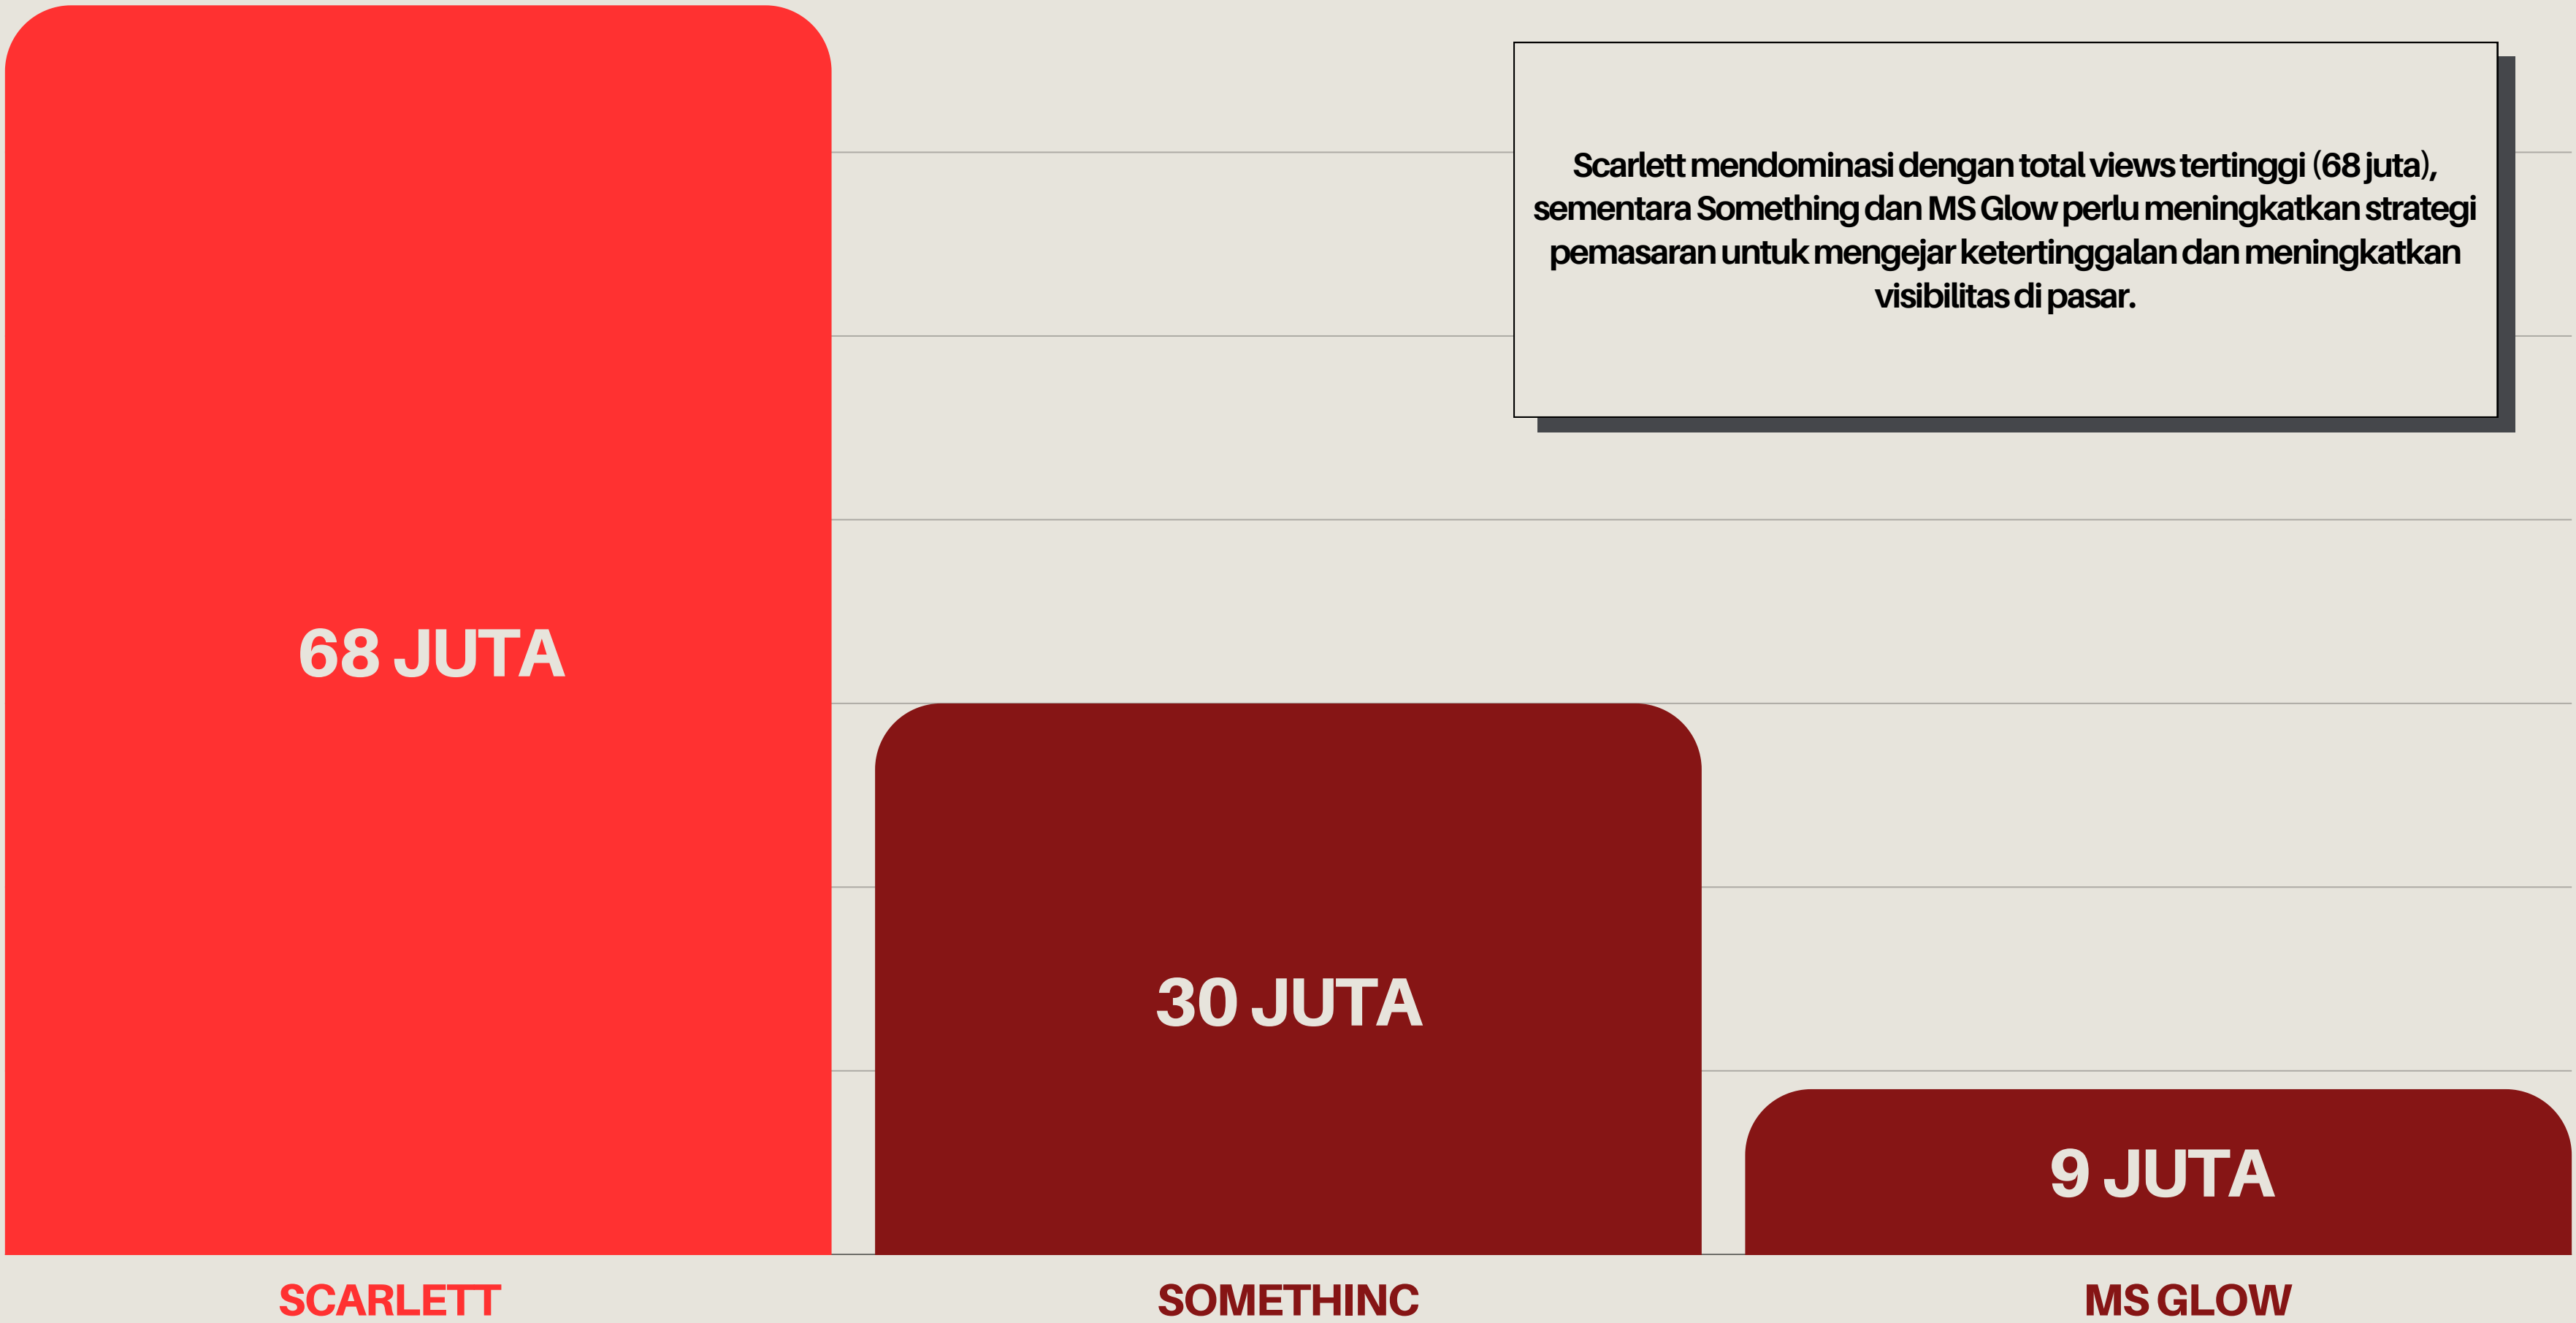 Scarlett mendominasi dengan total views tertinggi (68 juta),
sementara Something dan MS Glow perlu meningkatkan strategi
pemasaran untuk mengejar ketertinggalan dan meningkatkan
visibilitas di pasar.
68 JUTA
30 JUTA
9 JUTA
SCARLETT
SOMETHINC
MS GLOW